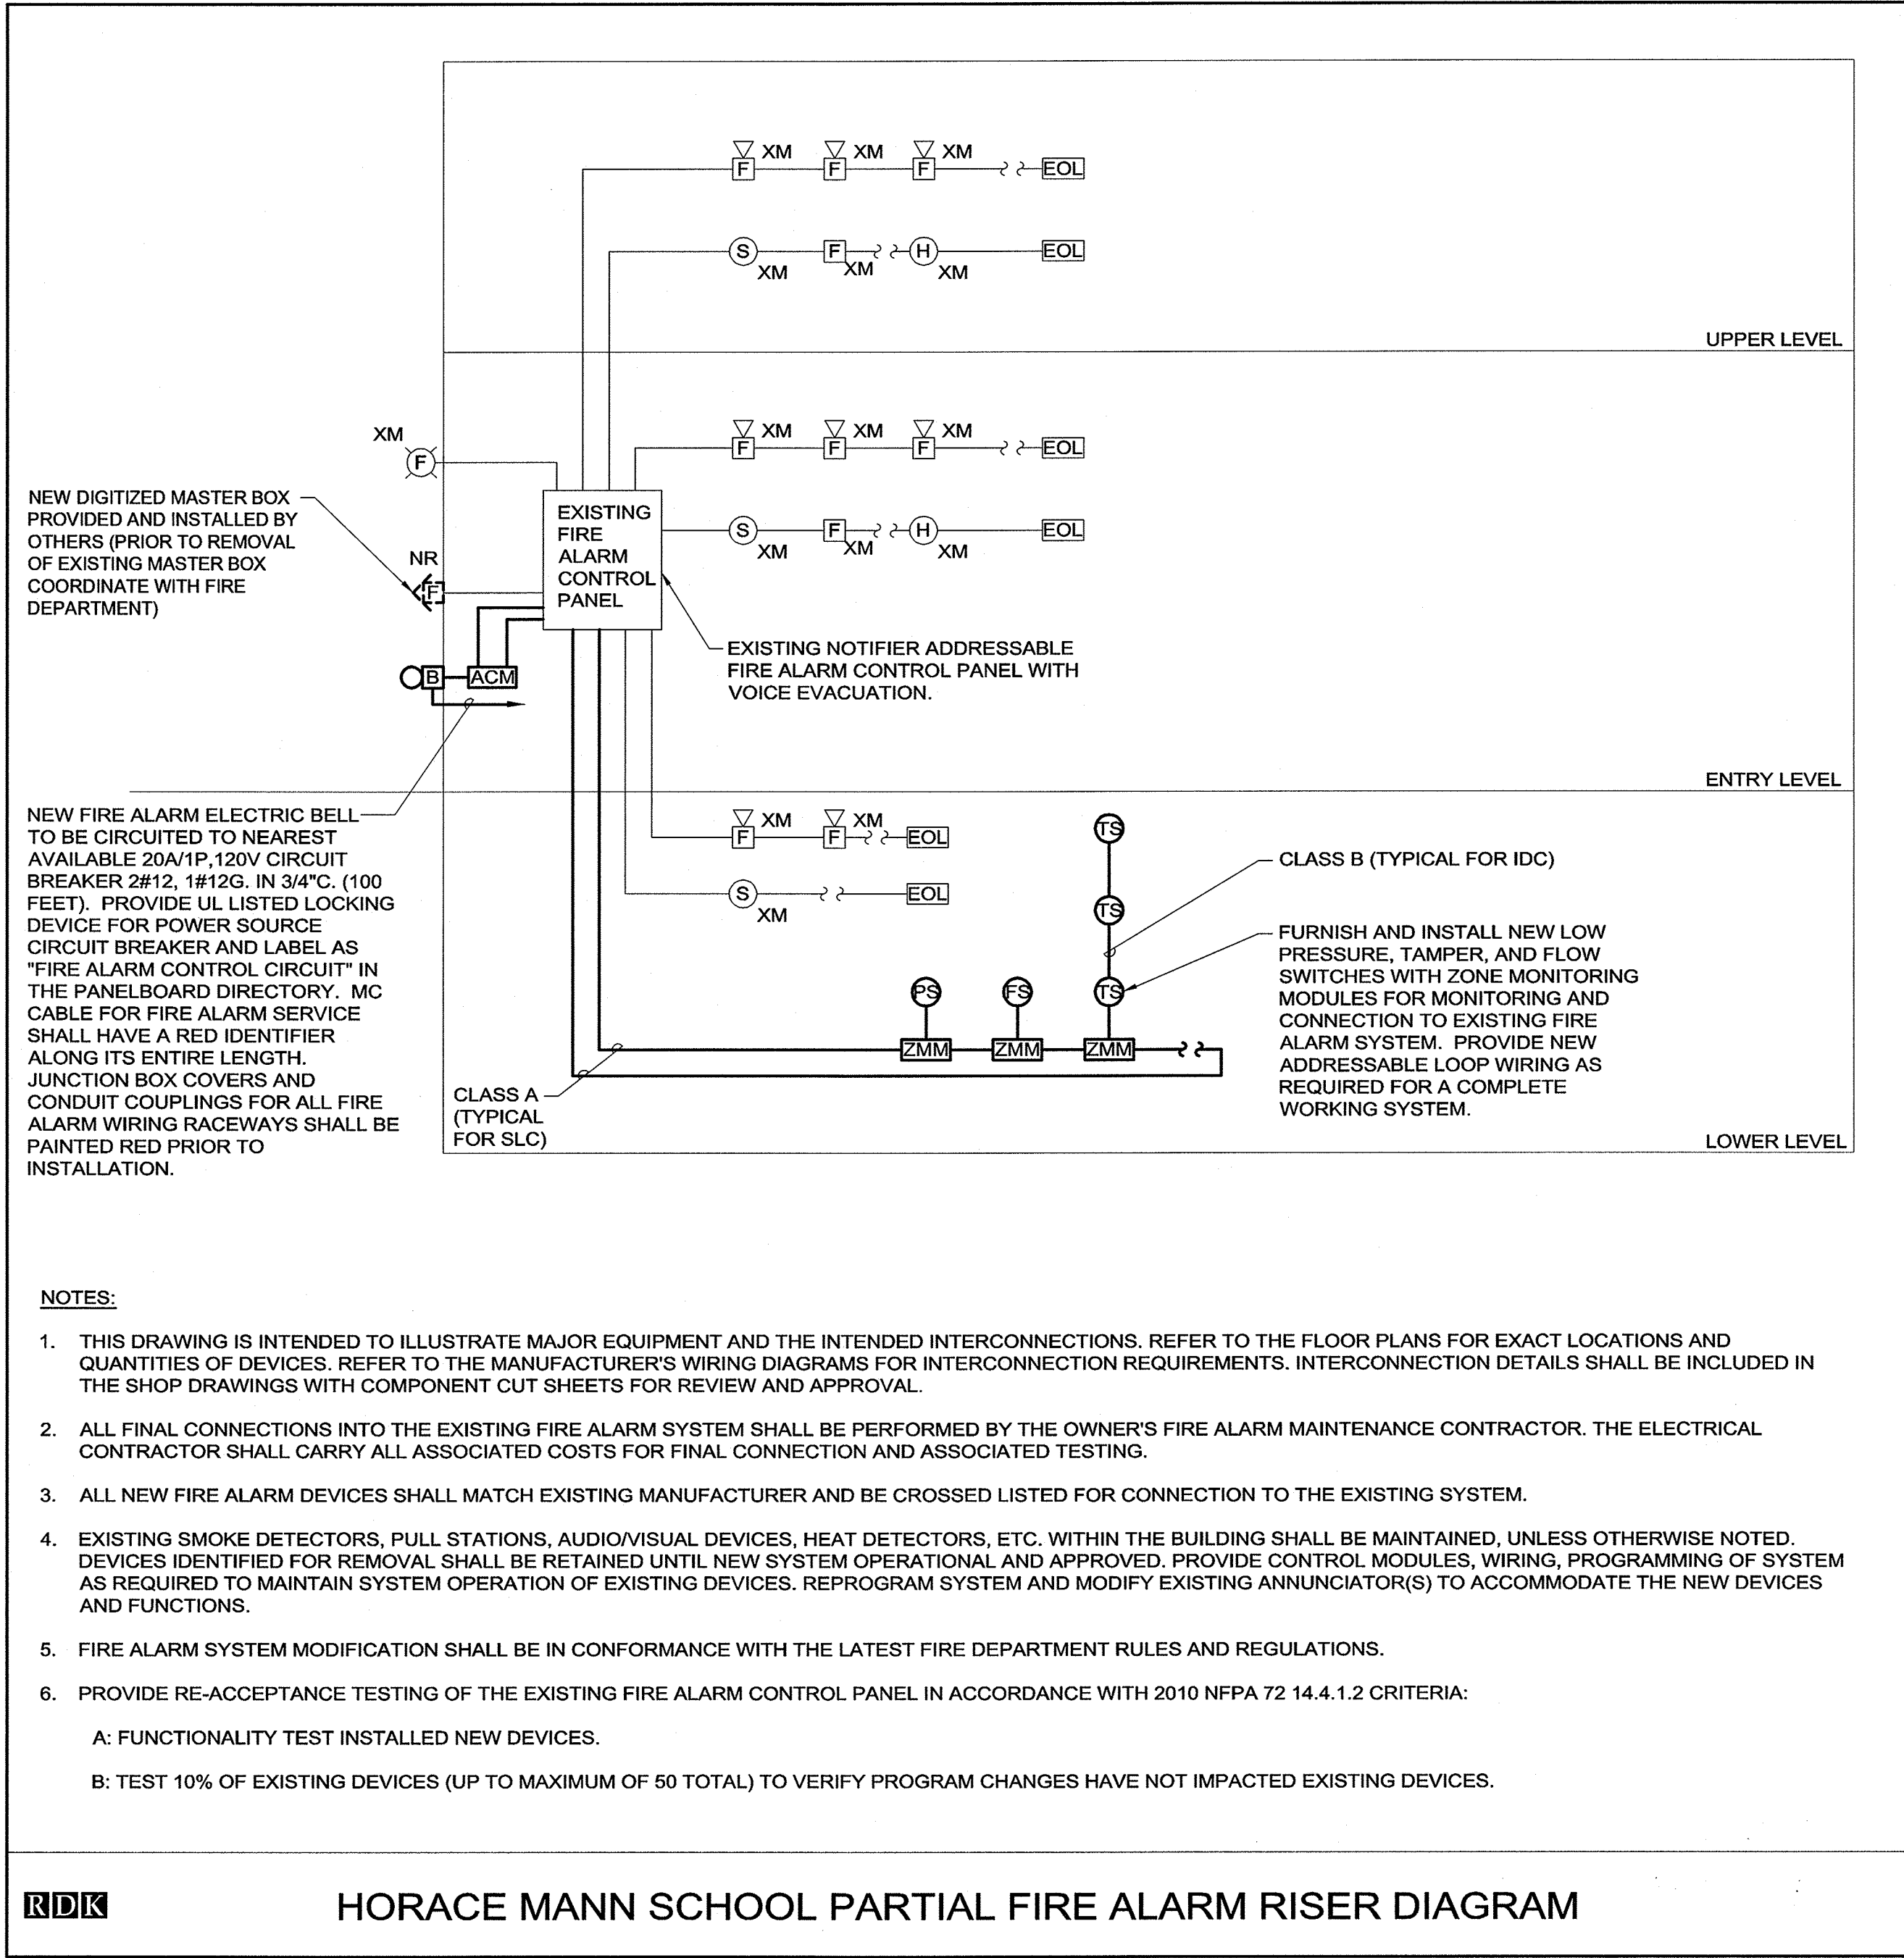 XM XM XM
F F F EOL
S F H EOL
XM XM XM
UPPER LEVEL
XM XM XM
F F F EOL
XM
F
S F H EOL
XM XM XM
EXISTING
FIRE
ALARM
CONTROL
PANEL
NEW DIGITIZED MASTER BOX
PROVIDED AND INSTALLED BY
OTHERS (PRIOR TO REMOVAL
OF EXISTING MASTER BOX
COORDINATE WITH FIRE
DEPARTMENT)
NR
F
EXISTING NOTIFIER ADDRESSABLE
FIRE ALARM CONTROL PANEL WITH
VOICE EVACUATION.
B ACM
ENTRY LEVEL
NEW FIRE ALARM ELECTRIC BELL
TO BE CIRCUITED TO NEAREST
AVAILABLE 20A/1P,120V CIRCUIT
BREAKER 2#12, 1#12G. IN 3/4"C. (100
FEET). PROVIDE UL LISTED LOCKING
DEVICE FOR POWER SOURCE
CIRCUIT BREAKER AND LABEL AS
"FIRE ALARM CONTROL CIRCUIT" IN
THE PANELBOARD DIRECTORY. MC
CABLE FOR FIRE ALARM SERVICE
SHALL HAVE A RED IDENTIFIER
ALONG ITS ENTIRE LENGTH.
JUNCTION BOX COVERS AND
CONDUIT COUPLINGS FOR ALL FIRE
ALARM WIRING RACEWAYS SHALL BE
PAINTED RED PRIOR TO
INSTALLATION.
XM XM
F F EOL
S EOL
XM
TS
TS
TS
CLASS B (TYPICAL FOR IDC)
FURNISH AND INSTALL NEW LOW
PRESSURE, TAMPER, AND FLOW
SWITCHES WITH ZONE MONITORING
MODULES FOR MONITORING AND
CONNECTION TO EXISTING FIRE
ALARM SYSTEM. PROVIDE NEW
ADDRESSABLE LOOP WIRING AS
REQUIRED FOR A COMPLETE
WORKING SYSTEM.
PS FS
ZMM ZMM ZMM
CLASS A
(TYPICAL
FOR SLC)
LOWER LEVEL
NOTES:
1. THIS DRAWING IS INTENDED TO ILLUSTRATE MAJOR EQUIPMENT AND THE INTENDED INTERCONNECTIONS. REFER TO THE FLOOR PLANS FOR EXACT LOCATIONS AND
QUANTITIES OF DEVICES. REFER TO THE MANUFACTURER'S WIRING DIAGRAMS FOR INTERCONNECTION REQUIREMENTS. INTERCONNECTION DETAILS SHALL BE INCLUDED IN
THE SHOP DRAWINGS WITH COMPONENT CUT SHEETS FOR REVIEW AND APPROVAL.
2. ALL FINAL CONNECTIONS INTO THE EXISTING FIRE ALARM SYSTEM SHALL BE PERFORMED BY THE OWNER'S FIRE ALARM MAINTENANCE CONTRACTOR. THE ELECTRICAL
CONTRACTOR SHALL CARRY ALL ASSOCIATED COSTS FOR FINAL CONNECTION AND ASSOCIATED TESTING.
3. ALL NEW FIRE ALARM DEVICES SHALL MATCH EXISTING MANUFACTURER AND BE CROSSED LISTED FOR CONNECTION TO THE EXISTING SYSTEM.
4. EXISTING SMOKE DETECTORS, PULL STATIONS, AUDIO/VISUAL DEVICES, HEAT DETECTORS, ETC. WITHIN THE BUILDING SHALL BE MAINTAINED, UNLESS OTHERWISE NOTED.
DEVICES IDENTIFIED FOR REMOVAL SHALL BE RETAINED UNTIL NEW SYSTEM OPERATIONAL AND APPROVED. PROVIDE CONTROL MODULES, WIRING, PROGRAMMING OF SYSTEM
AS REQUIRED TO MAINTAIN SYSTEM OPERATION OF EXISTING DEVICES. REPROGRAM SYSTEM AND MODIFY EXISTING ANNUNCIATOR(S) TO ACCOMMODATE THE NEW DEVICES
AND FUNCTIONS.
5. FIRE ALARM SYSTEM MODIFICATION SHALL BE IN CONFORMANCE WITH THE LATEST FIRE DEPARTMENT RULES AND REGULATIONS.
6. PROVIDE RE-ACCEPTANCE TESTING OF THE EXISTING FIRE ALARM CONTROL PANEL IN ACCORDANCE WITH 2010 NFPA 72 14.4.1.2 CRITERIA:
A: FUNCTIONALITY TEST INSTALLED NEW DEVICES.
B: TEST 10% OF EXISTING DEVICES (UP TO MAXIMUM OF 50 TOTAL) TO VERIFY PROGRAM CHANGES HAVE NOT IMPACTED EXISTING DEVICES.
RDK
HORACE MANN SCHOOL PARTIAL FIRE ALARM RISER DIAGRAM